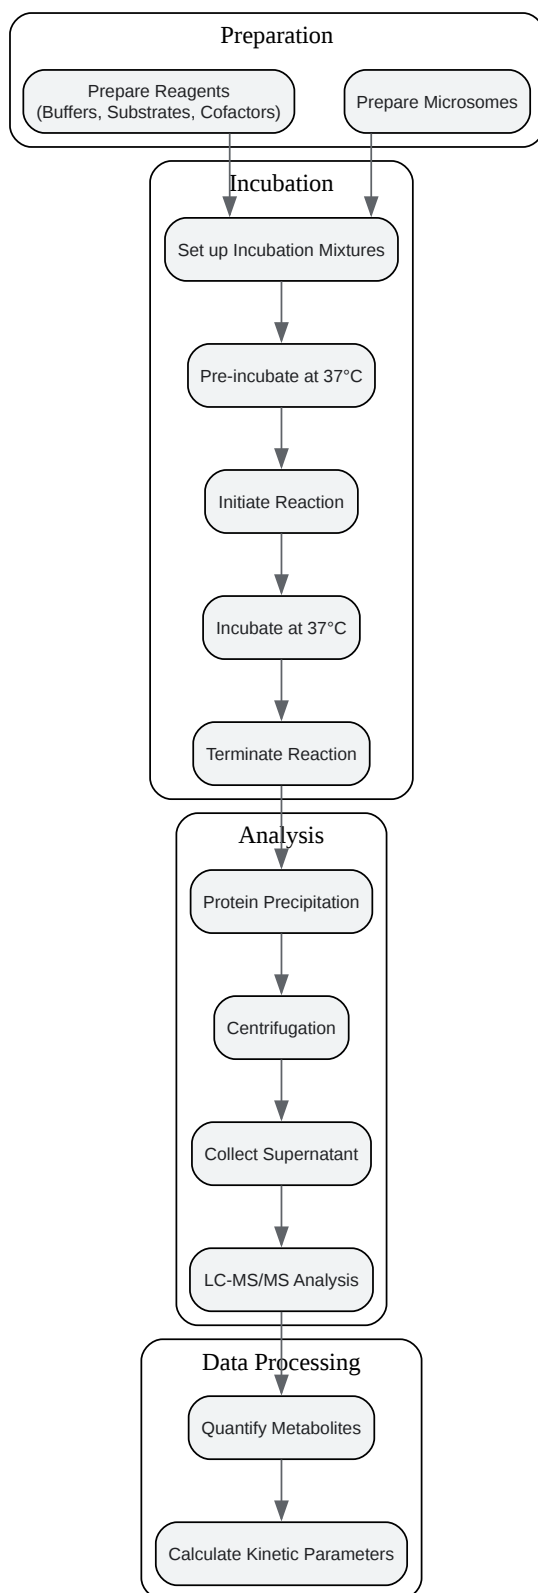 Preparation
Prepare Reagents
(Buffers, Substrates, Cofactors)
Prepare Microsomes
Incubation
Set up Incubation Mixtures
Pre-incubate at 37°C
Initiate Reaction
Incubate at 37°C
Terminate Reaction
Analysis
Protein Precipitation
Centrifugation
Collect Supernatant
LC-MS/MS Analysis
Data Processing
Quantify Metabolites
Calculate Kinetic Parameters